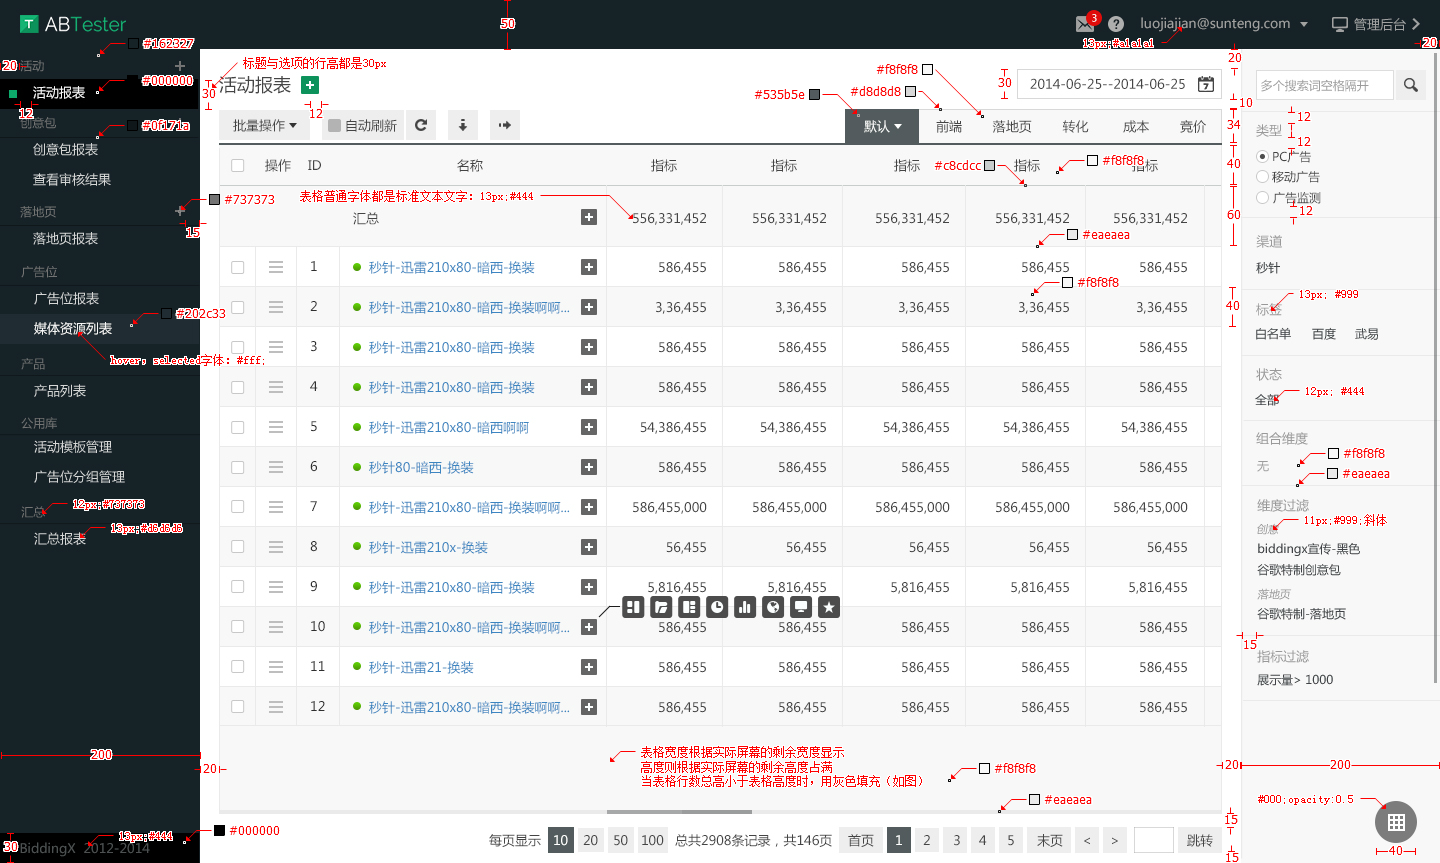 ABTester
50
3
luojiajian@sunteng.com
管理后台
13px;#a1a1a1
20
#162327
20
活动
#000000
活动报表
12
创意包
#0f171a
创意包报表
查看审核结果
落地页
#737373
15
落地页报表
广告位
广告位报表
#202c33
媒体资源列表
hover, selected字体: #fff;
产品
产品列表
公用库
活动模板管理
广告位分组管理
12px;#737373
汇总
13px;#d6d6d6
汇总报表
200
20
13px;#444
#000000
30
BiddingX 2012-2014
标题与选项的行高都是30px
30
活动报表
12
#f8f8f8
#d8d8d8
#535b5e
30
2014-06-25--2014-06-25
7
批量操作
自动刷新
默认
前端
落地页
转化
成本
竞价
操作 ID 名称 指标 指标 指标 指标 指标
#c8cdcc
#f8f8f8
表格普通字体都是标准文本文字: 13px;#444
汇总 556,331,452 556,331,452 556,331,452 556,331,452 556,331,452
#eaeaea
1 秒针-迅雷210x80-暗西-换装 586,455 586,455 586,455 586,455 586,455
#f8f8f8
2 秒针-迅雷210x80-暗西-换装啊啊... 3,36,455 3,36,455 3,36,455 3,36,455 3,36,455
3 秒针-迅雷210x80-暗西-换装 586,455 586,455 586,455 586,455 586,455
4 秒针-迅雷210x80-暗西-换装 586,455 586,455 586,455 586,455 586,455
5 秒针-迅雷210x80-暗西啊啊 54,386,455 54,386,455 54,386,455 54,386,455 54,386,455
6 秒针80-暗西-换装 586,455 586,455 586,455 586,455 586,455
7 秒针-迅雷210x80-暗西-换装 586,455,000 586,455,000 586,455,000 586,455,000 586,455,000
8 秒针-迅雷210x-换装 56,455 56,455 56,455 56,455 56,455
9 秒针-迅雷210x80-暗西-换装 5,816,455 5,816,455 5,816,455 5,816,455 5,816,455
10 秒针-迅雷210x80-暗西-换装啊啊... 586,455 586,455 586,455 586,455 586,455
11 秒针-迅雷21-换装 586,455 586,455 586,455 586,455 586,455
12 秒针-迅雷210x80-暗西-换装啊啊... 586,455 586,455 586,455 586,455 586,455
表格宽度根据实际屏幕的剩余宽度显示
高度则根据实际屏幕的剩余高度占满
当表格行数总高小于表格高度时，用灰色填充（如图）
#f8f8f8
#eaeaea
每页显示 10 20 50 100 总共2908条记录，共146页 首页 1 2 3 4 5 末页 < > 跳转
20
10
34
40
60
40
20
15
15
多个搜索词空格隔开
12
类型
12
PC广告
移动广告
广告监测
12
渠道
秒针
13px; #999
标签
白名单 百度 武易
状态
12px; #444
全部
组合维度
#f8f8f8
无
#eaeaea
维度过滤
11px;#999;斜体
创意
biddingx宣传-黑色
谷歌特制创意包
落地页
谷歌特制-落地页
15
指标过滤
展示量> 1000
200
#000;opacity:0.5
40